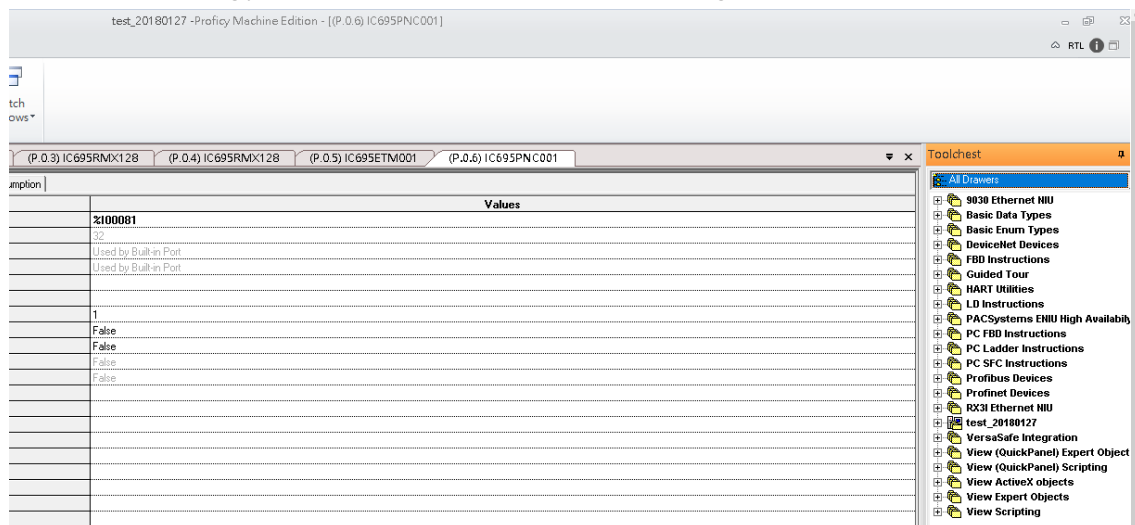 test_20180127 -Proficy Machine Edition - [(P.0.6) IC695PNC001]
RTL
tch
ows
(P.0.3) IC695RMX128
(P.0.4) IC695RMX128
(P.0.5) IC695ETM001
(P.0.6) IC695PNC001
Toolchest
umption
Values
%I00081
32
Used by Built-in Port
Used by Built-in Port
1
False
False
False
False
All Drawers
9030 Ethernet NIU
Basic Data Types
Basic Enum Types
DeviceNet Devices
FBD Instructions
Guided Tour
HART Utilities
LD Instructions
PACSystems ENIU High Availabily
PC FBD Instructions
PC Ladder Instructions
PC SFC Instructions
Profibus Devices
Profinet Devices
RX3I Ethernet NIU
test_20180127
VersaSafe Integration
View (QuickPanel) Expert Object
View (QuickPanel) Scripting
View ActiveX objects
View Expert Objects
View Scripting